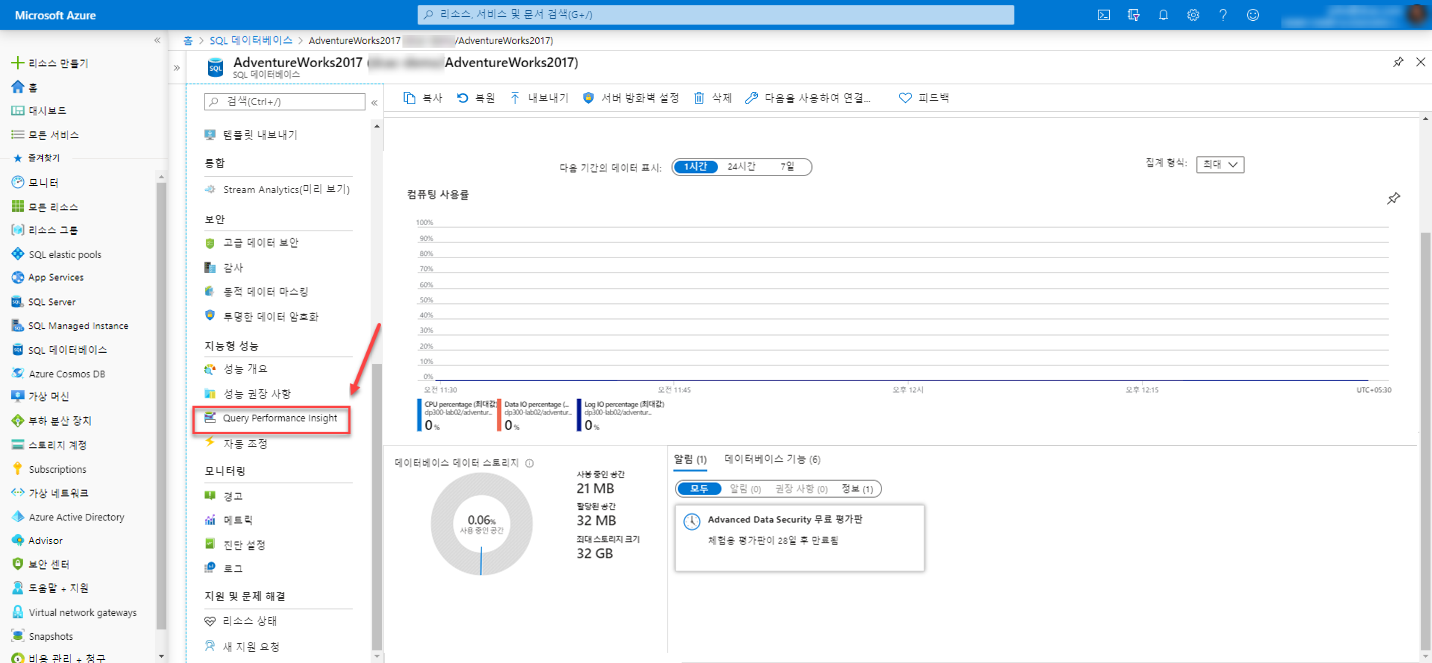 Microsoft Azure
리소스, 서비스 및 문서 검색(G+/)
홈 > SQL 데이터베이스 > AdventureWorks2017 /AdventureWorks2017)
리소스 만들기
홈
대시보드
모든 서비스
즐겨찾기
모니터
모든 리소스
리소스 그룹
SQL elastic pools
App Services
SQL Server
SQL Managed Instance
SQL 데이터베이스
Azure Cosmos DB
가상 머신
부하 분산 장치
스토리지 계정
Subscriptions
가상 네트워크
Azure Active Directory
Advisor
보안 센터
도움말 + 지원
Virtual network gateways
Snapshots
비용 관리 + 청구
AdventureWorks2017 AdventureWorks2017)
SQL 데이터베이스
검색(Ctrl+/)
템플릿 내보내기
통합
Stream Analytics(미리 보기)
보안
고급 데이터 보안
감사
동적 데이터 마스킹
투명한 데이터 암호화
지능형 성능
성능 개요
성능 권장 사항
Query Performance Insight
자동 조정
모니터링
경고
메트릭
진단 설정
로그
지원 및 문제 해결
리소스 상태
새 지원 요청
복사 복원 내보내기 서버 방화벽 설정 삭제 다음을 사용하여 연결... 피드백
다음 기간의 데이터 표시: 1시간 24시간 7일
집계 형식: 최대
컴퓨팅 사용률
100%
90%
80%
70%
60%
50%
40%
30%
20%
10%
0%
오전 11:30 오전 11:45 오후 12시 오후 12:15 UTC+05:30
CPU percentage (최대값)
dp300-lab02/adventur...
0 %
Data IO percentage (...
dp300-lab02/adventur...
0 %
Log IO percentage (최대값)
dp300-lab02/adventur...
0 %
데이터베이스 데이터 스토리지
0.06%
사용 중인 공간
사용 중인 공간
21 MB
할당된 공간
32 MB
최대 스토리지 크기
32 GB
알림 (1) 데이터베이스 기능 (6)
모두 알림 (0) 권장 사항 (0) 정보 (1)
Advanced Data Security 무료 평가판
체험용 평가판이 28일 후 만료됨